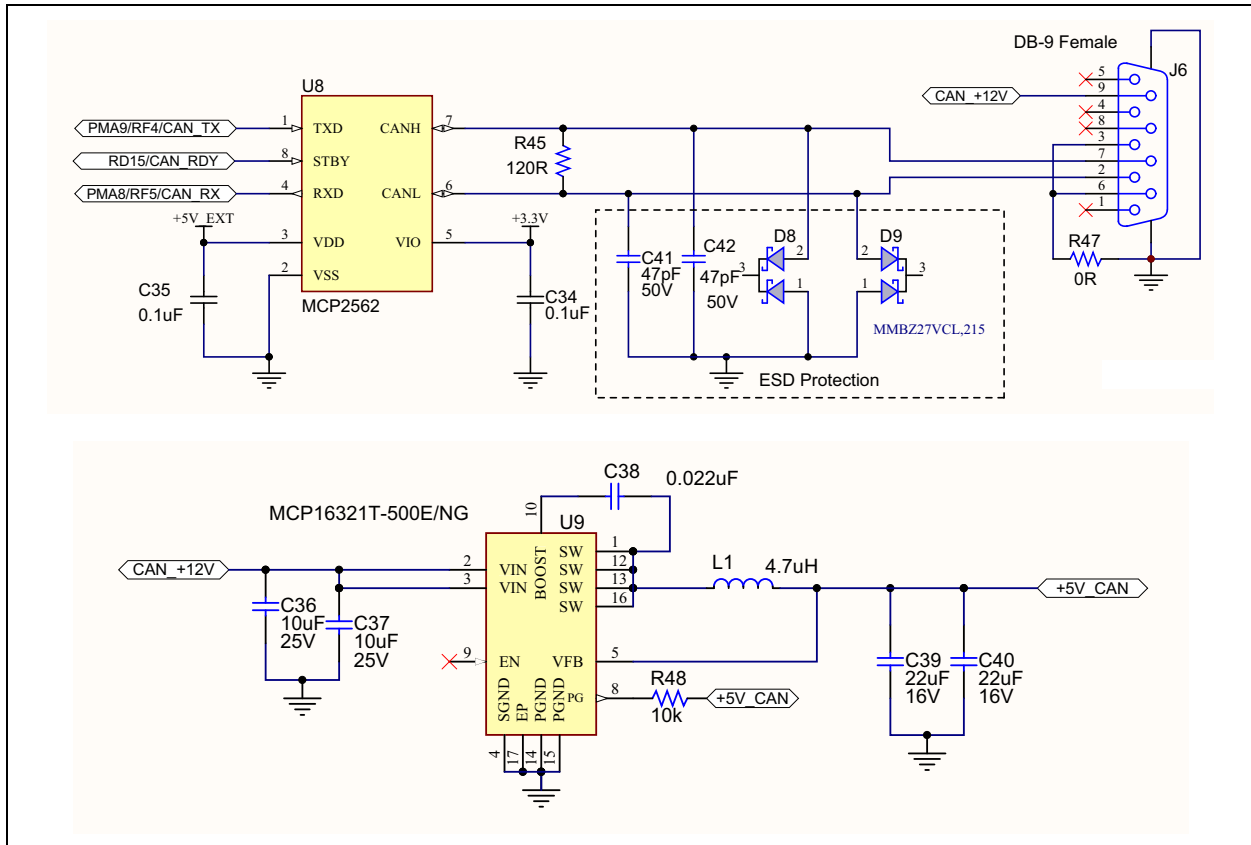 DB-9 Female
J6
5
9
4
8
3
7
2
6
1
CAN_+12V
R47
0R
U8
PMA9/RF4/CAN_TX
1
TXD
CANH
7
RD15/CAN_RDY
8
STBY
PMA8/RF5/CAN_RX
4
RXD
CANL
6
+5V_EXT
3
VDD
VIO
5
+3.3V
2
VSS
MCP2562
C35
0.1uF
C34
0.1uF
R45
120R
C41
47pF
50V
C42
47pF
50V
D8
3
2
1
D9
2
1
3
MMBZ27VCL,215
ESD Protection
C38
0.022uF
MCP16321T-500E/NG
U9
10
BOOST
CAN_+12V
2
VIN
3
VIN
SW
1
SW
12
SW
13
SW
16
L1
4.7uH
+5V_CAN
C36
10uF
25V
C37
10uF
25V
9
EN
VFB
5
PG
8
R48
10k
+5V_CAN
C39
22uF
16V
C40
22uF
16V
SGND
EP
PGND
PGND
4
17
14
15